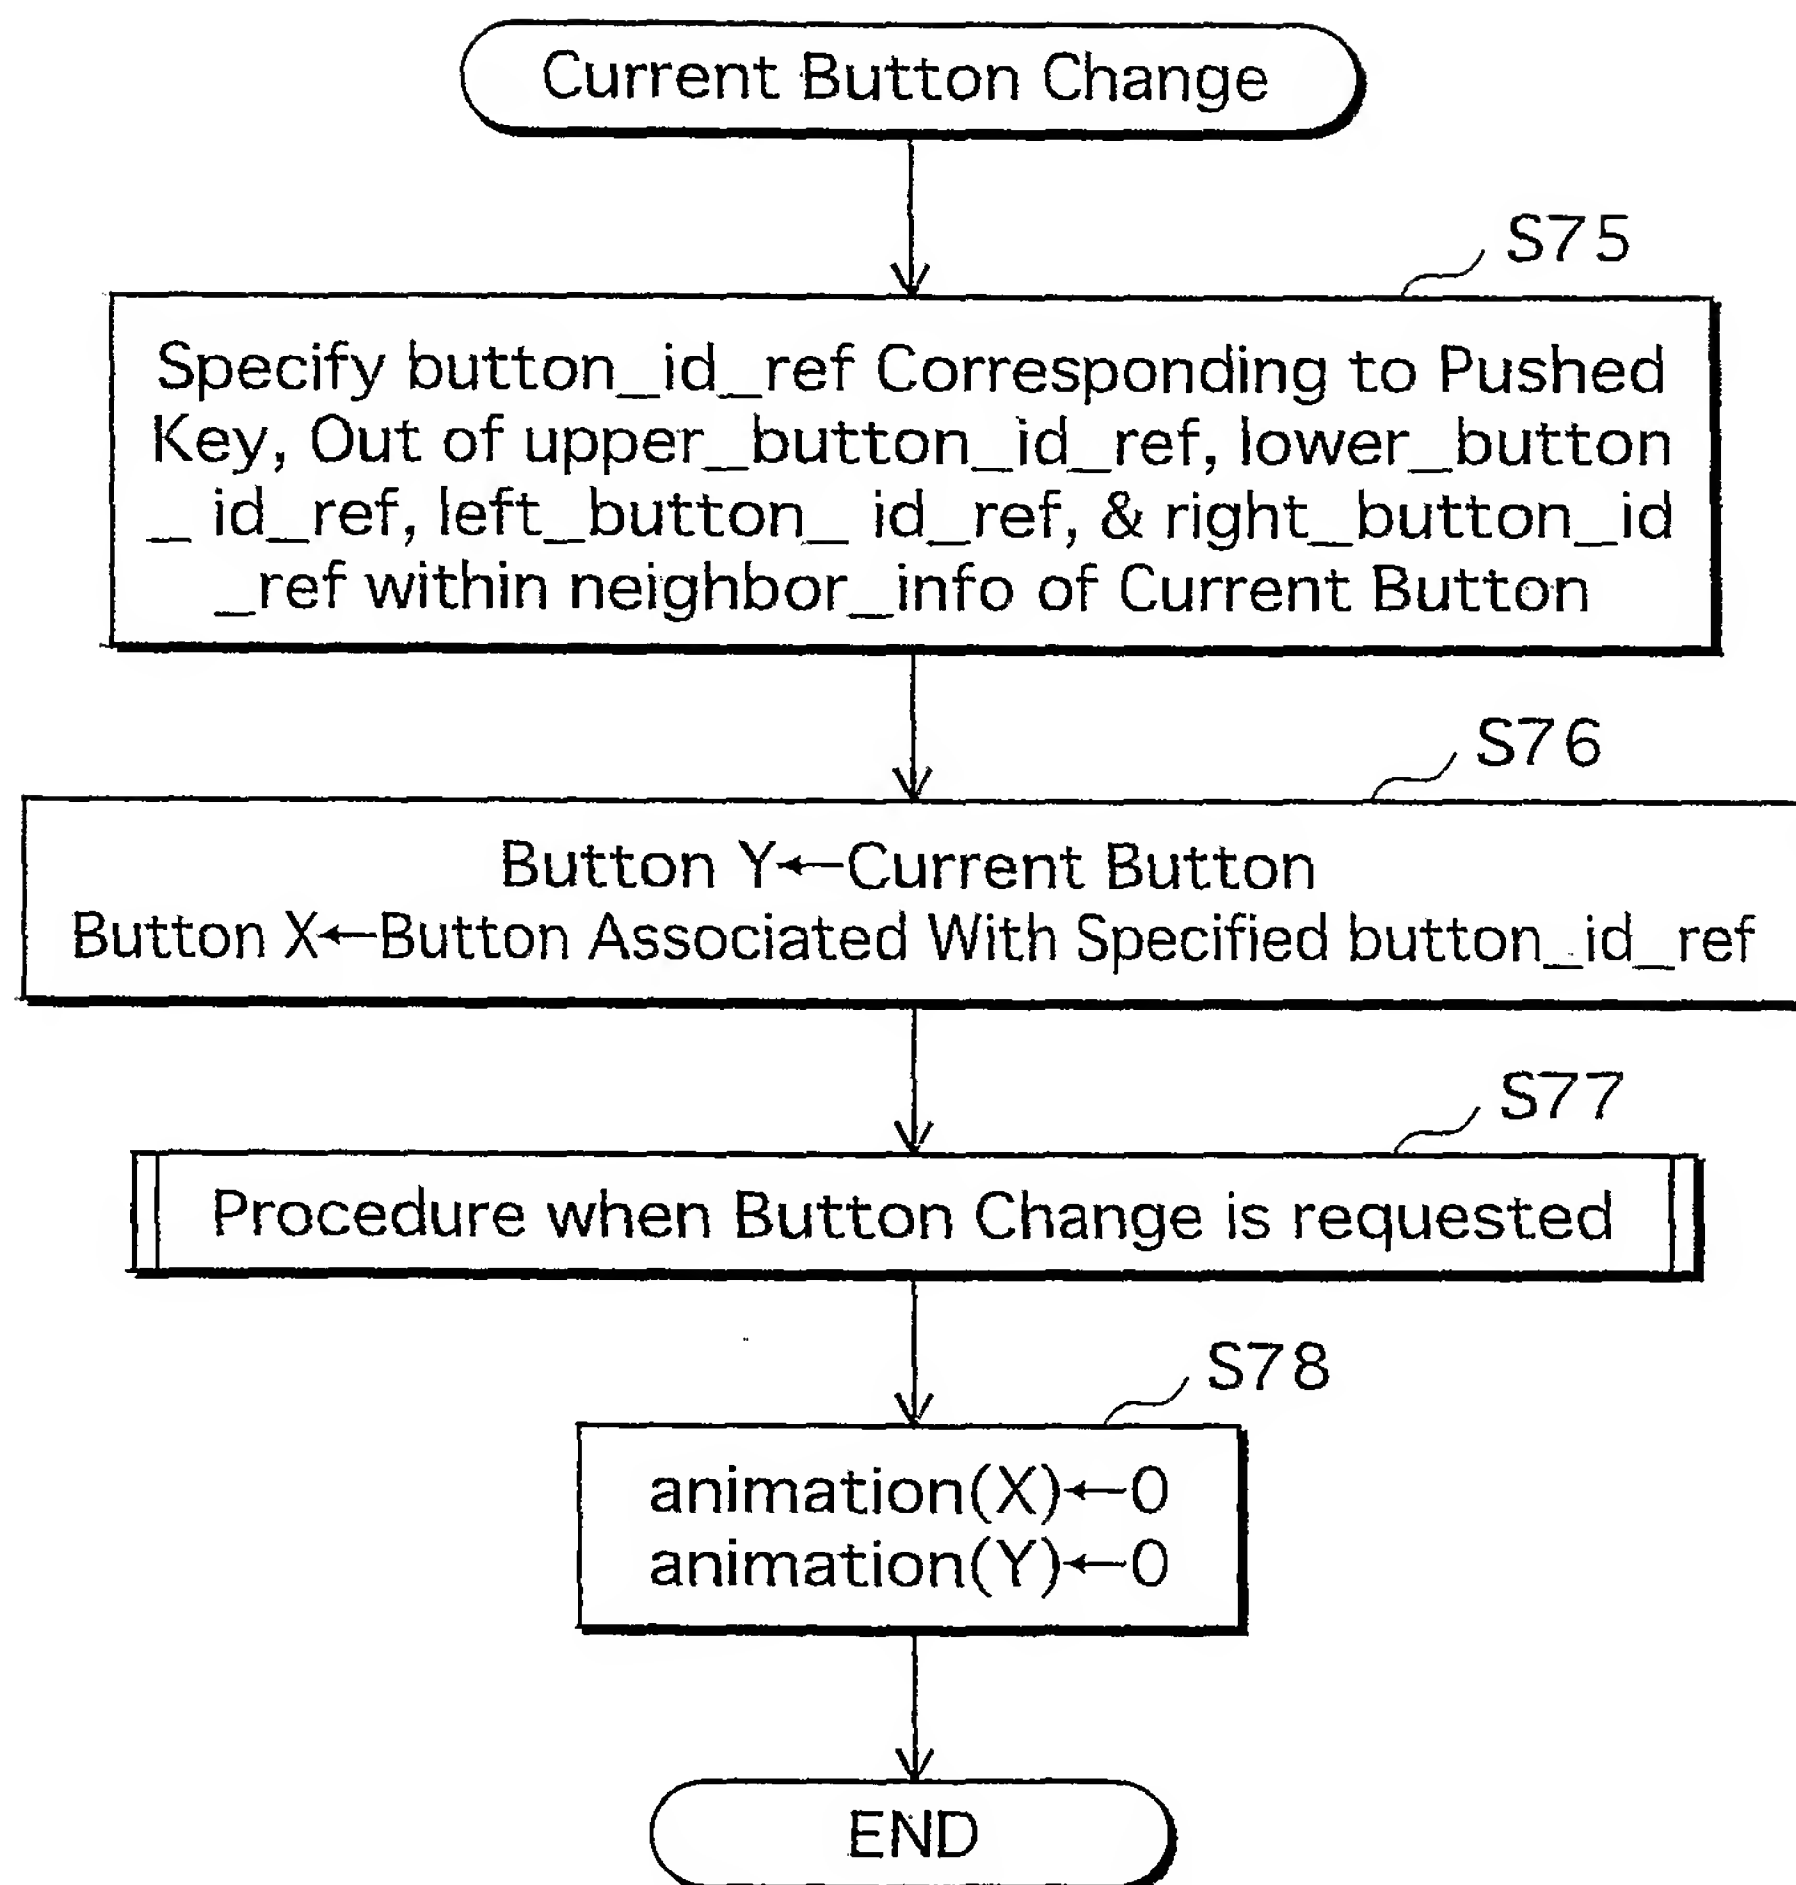 Current Button Change
S75
Specify button_id_ref Corresponding to Pushed
Key, Out of upper_button_id_ref, lower_button
_ id_ref, left_button_ id_ref, & right_button_id
_ref within neighbor_info of Current Button
S76
Button Y←Current Button
Button X←Button Associated With Specified button_id_ref
S77
Procedure when Button Change is requested
S78
animation(X)←0
animation(Y)←0
END